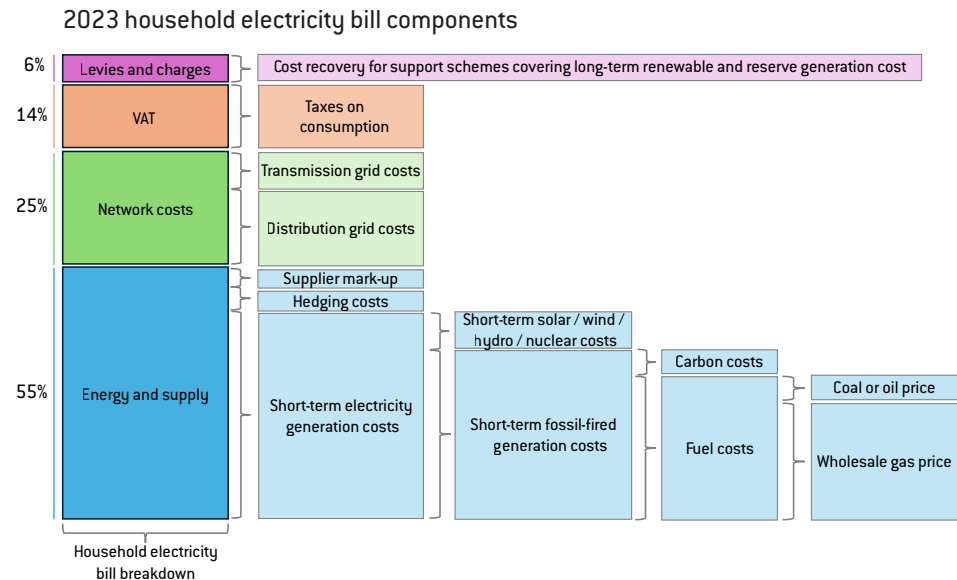 2023 household electricity bill components
6%
Levies and charges
Cost recovery for support schemes covering long-term renewable and reserve generation cost
14%
VAT
Taxes on
consumption
25%
Network costs
Transmission grid costs
Distribution grid costs
55%
Energy and supply
Supplier mark-up
Hedging costs
Short-term electricity
generation costs
Short-term solar / wind /
hydro / nuclear costs
Short-term fossil-fired
generation costs
Carbon costs
Fuel costs
Coal or oil price
Wholesale gas price
Household electricity
bill breakdown